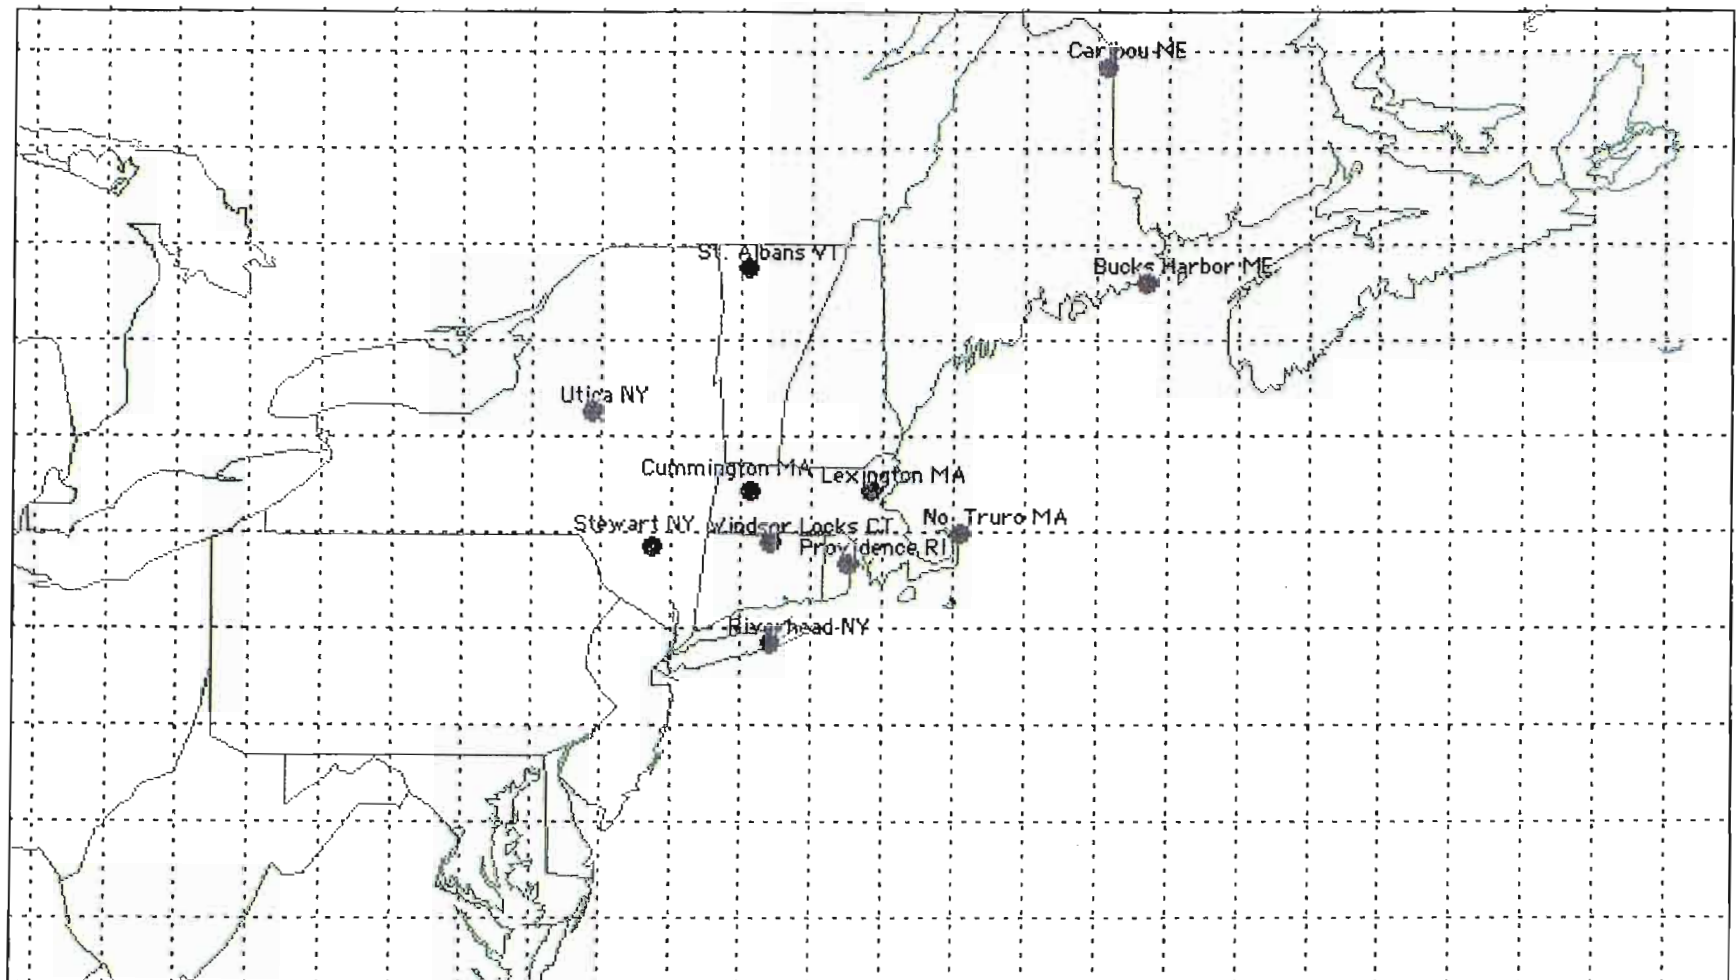 Caribou ME
St. Albans VT
Bucks Harbor ME
Utica NY
Cummington MA
Lexington MA
Stewart NY
Windsor Locks CT
No. Truro MA
Providence RI
Riverhead NY